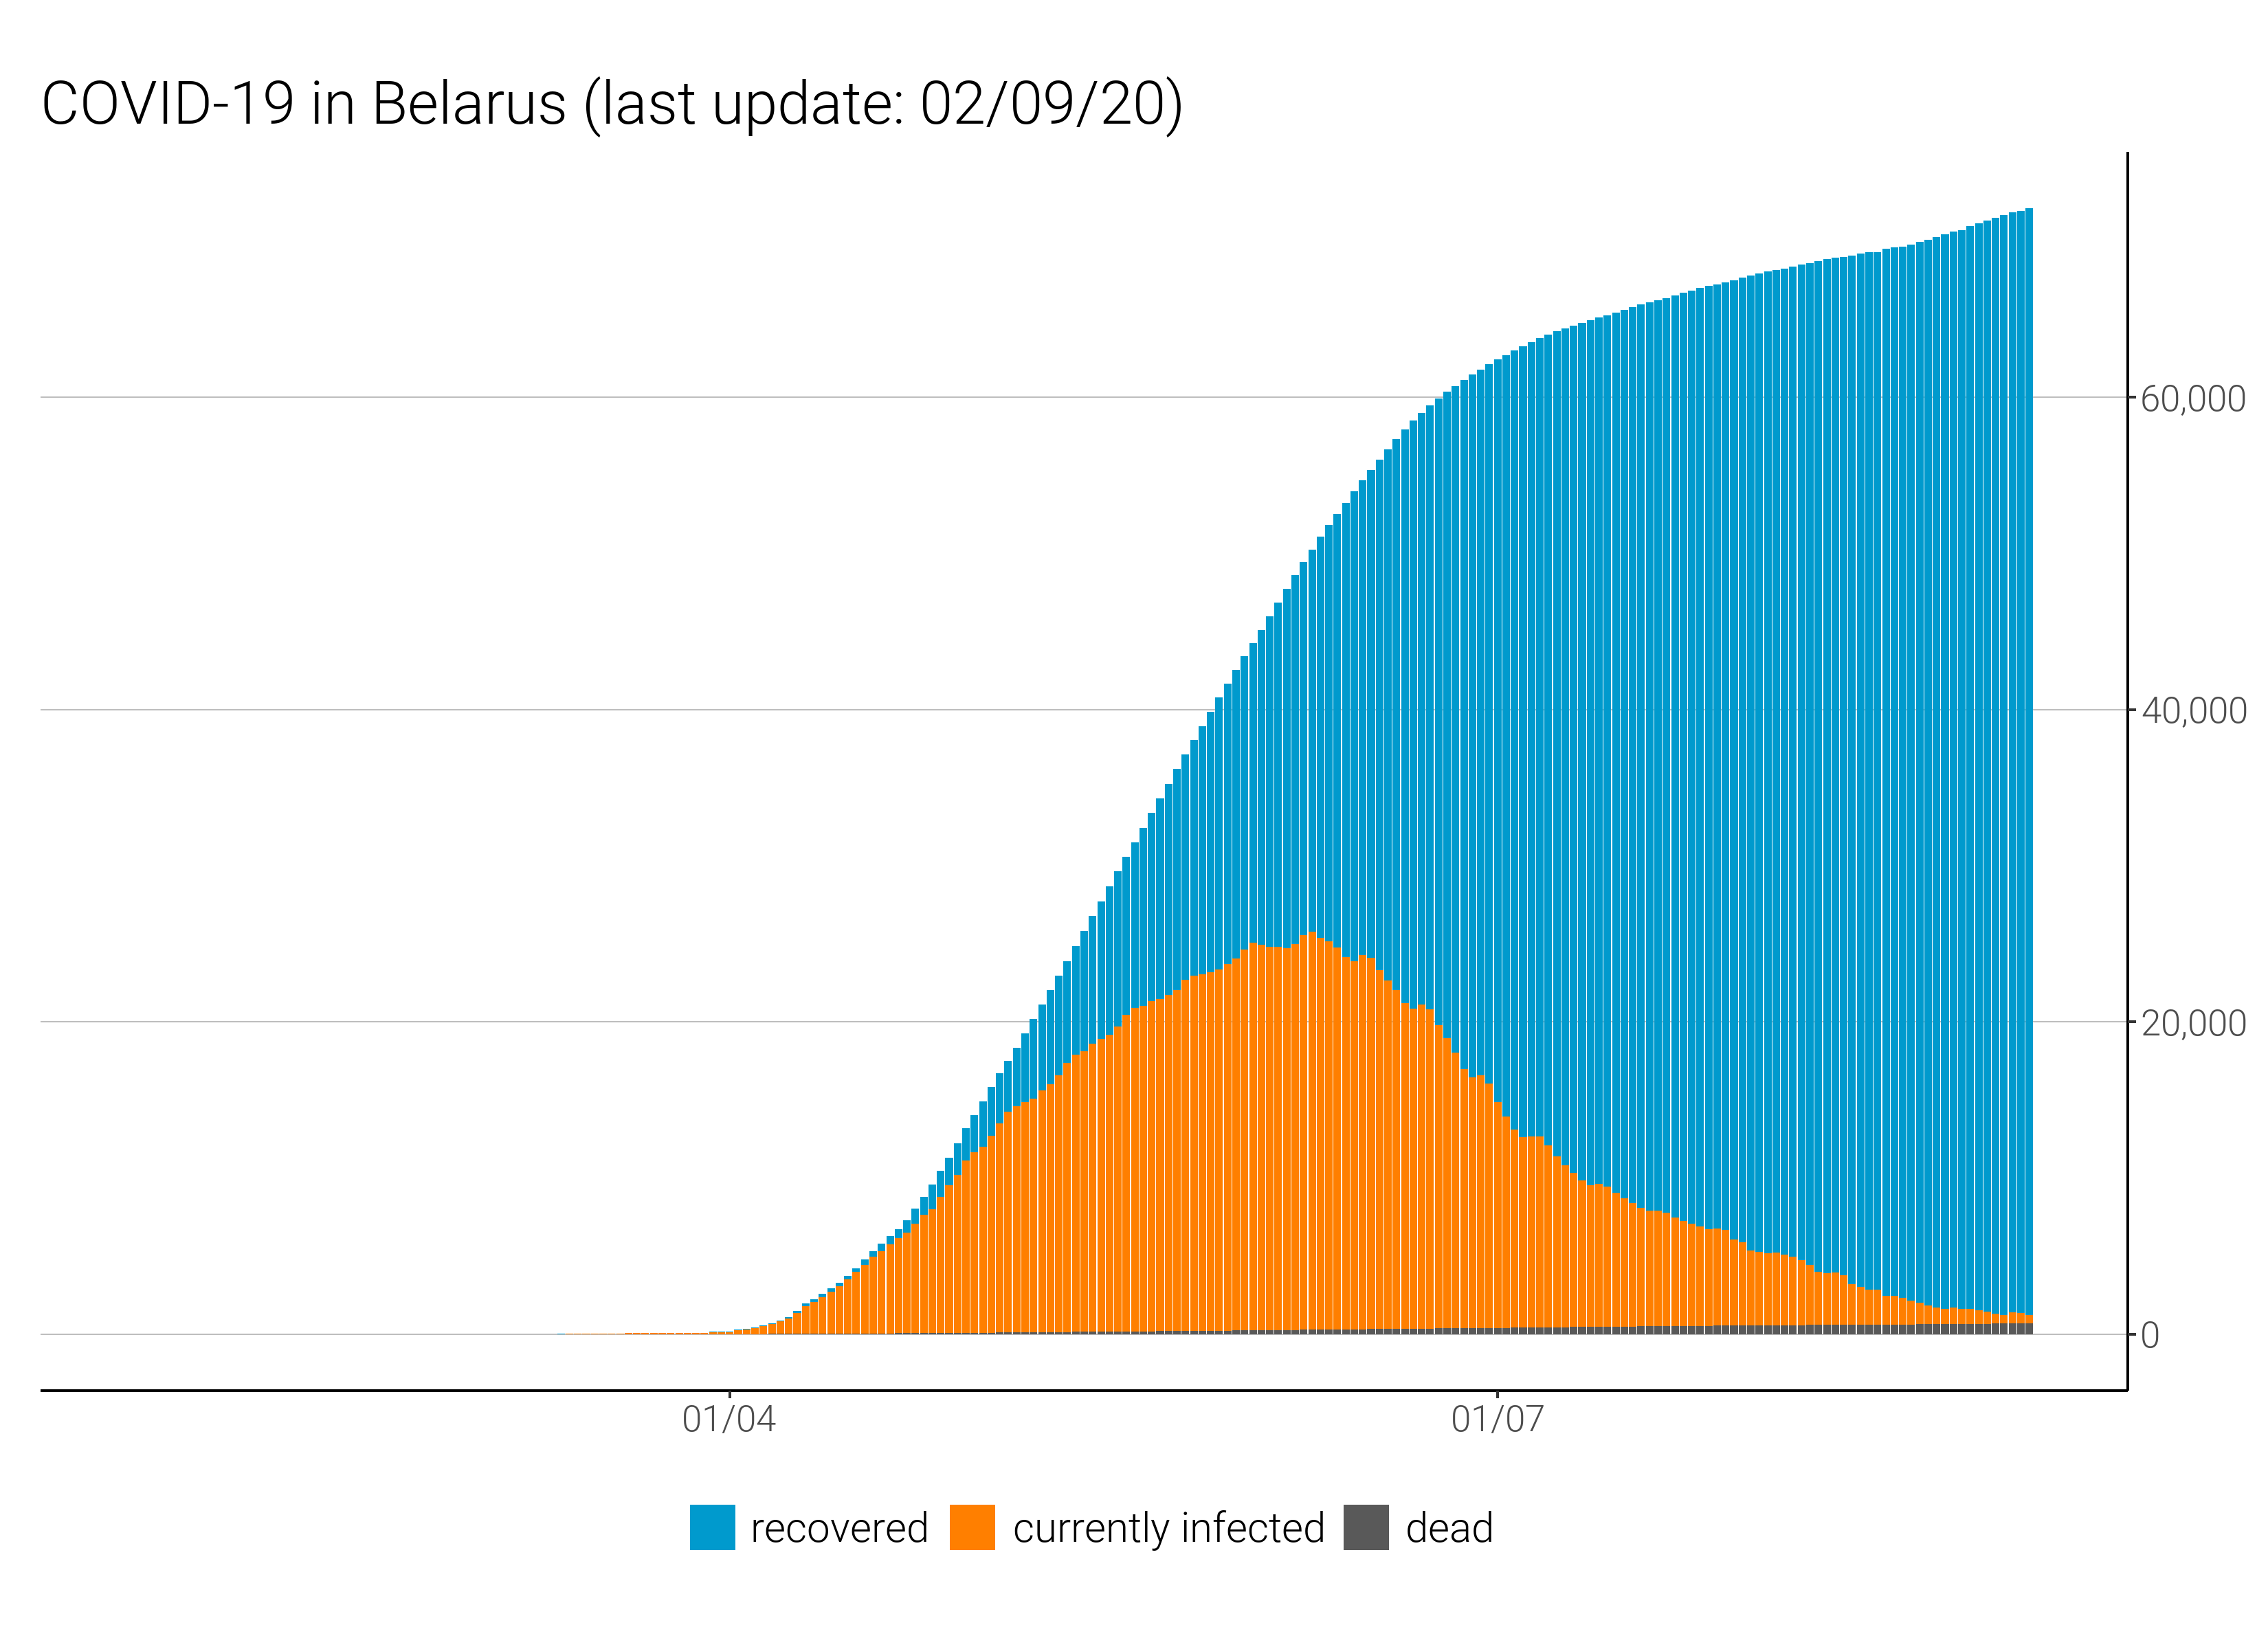 COVID-19 in Belarus (last update: 02/09/20)
60,000
40,000
20,000
0
01/04 01/07
recovered currently infected dead